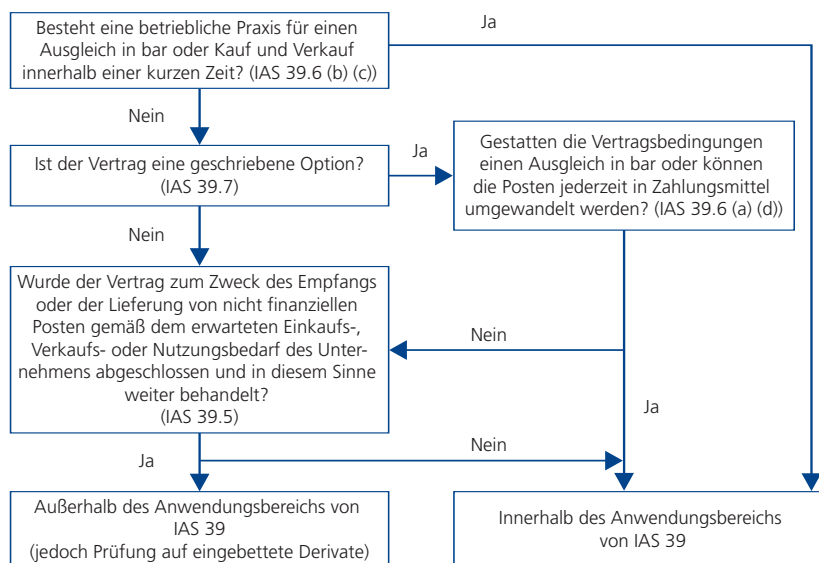 Besteht eine betriebliche Praxis für einen
Ausgleich in bar oder Kauf und Verkauf
innerhalb einer kurzen Zeit? (IAS 39.6 (b) (c))
Ja
Nein
Ist der Vertrag eine geschriebene Option?
(IAS 39.7)
Ja
Gestatten die Vertragsbedingungen
einen Ausgleich in bar oder können
die Posten jederzeit in Zahlungsmittel
umgewandelt werden? (IAS 39.6 (a) (d))
Nein
Wurde der Vertrag zum Zweck des Empfangs
oder der Lieferung von nicht finanziellen
Posten gemäß dem erwarteten Einkaufs-,
Verkaufs- oder Nutzungsbedarf des Unter-
nehmens abgeschlossen und in diesem Sinne
weiter behandelt?
(IAS 39.5)
Nein
Ja
Nein
Ja
Außerhalb des Anwendungsbereichs von
IAS 39
(jedoch Prüfung auf eingebettete Derivate)
Innerhalb des Anwendungsbereichs
von IAS 39